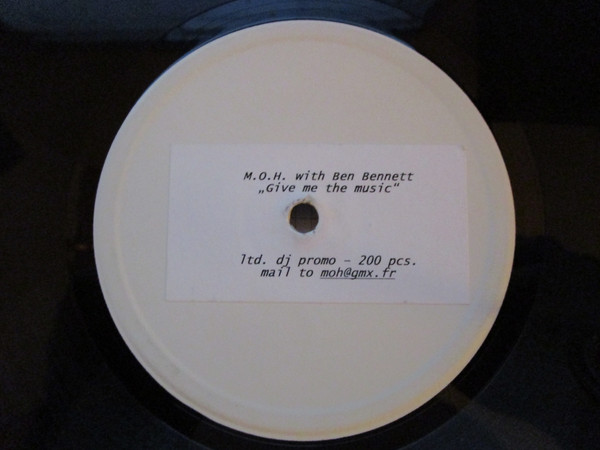 M.O.H. with Ben Bennett
„Give me the music“
ltd. dj promo – 200 pcs.
mail to moh@gmx.fr